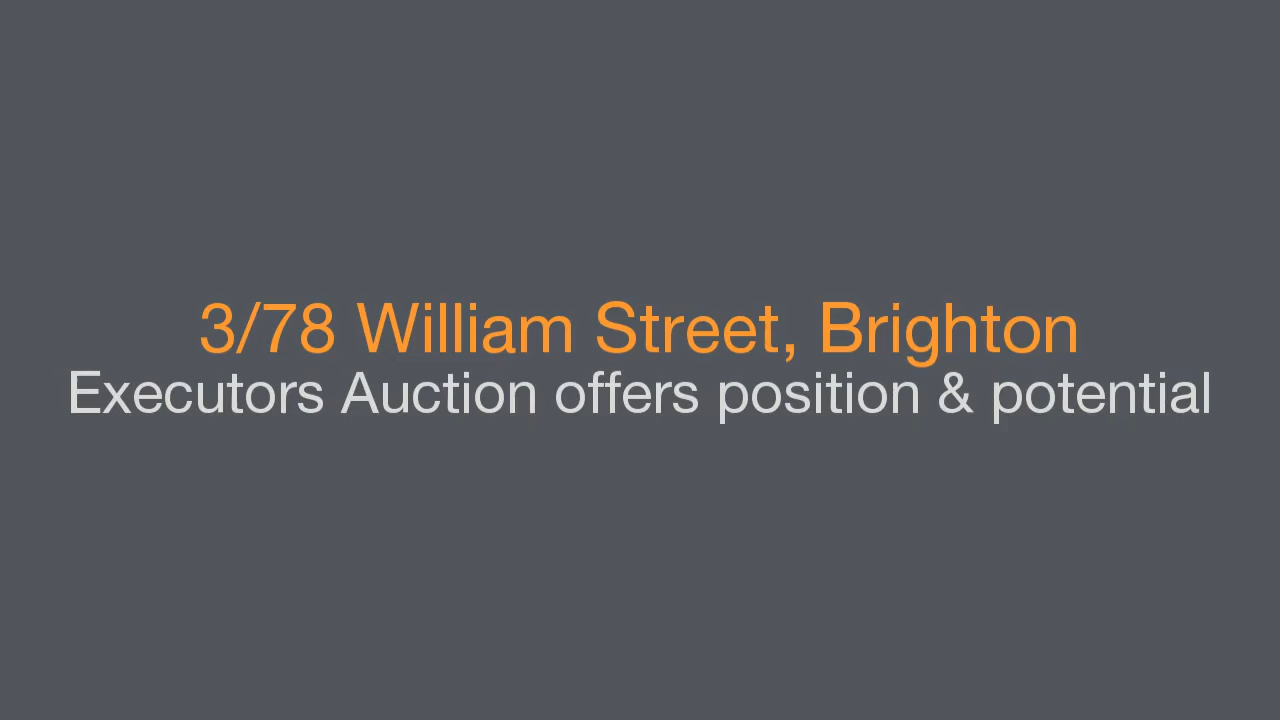 3/78 William Street, Brighton
Executors Auction offers position & potential